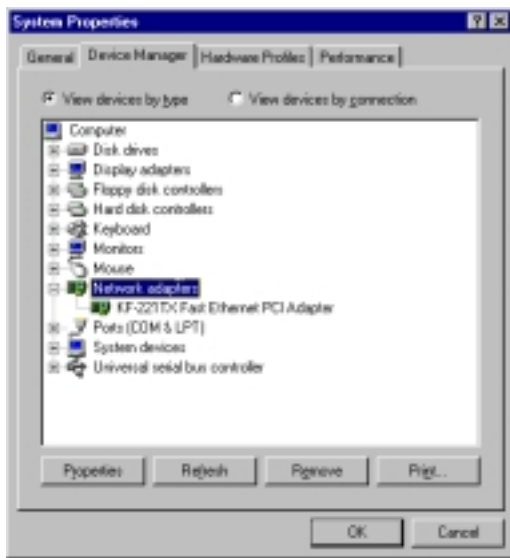 System Properties
General Device Manager Hardware Profiles Performance
View devices by type View devices by connection
Computer
Disk drives
Display adapters
Floppy disk controllers
Hard disk controllers
Keyboard
Monitors
Mouse
Network adapters
KF-221TX Fast Ethernet PCI Adapter
Ports (COM & LPT)
System devices
Universal serial bus controller
Properties Refresh Remove Print...
OK Cancel